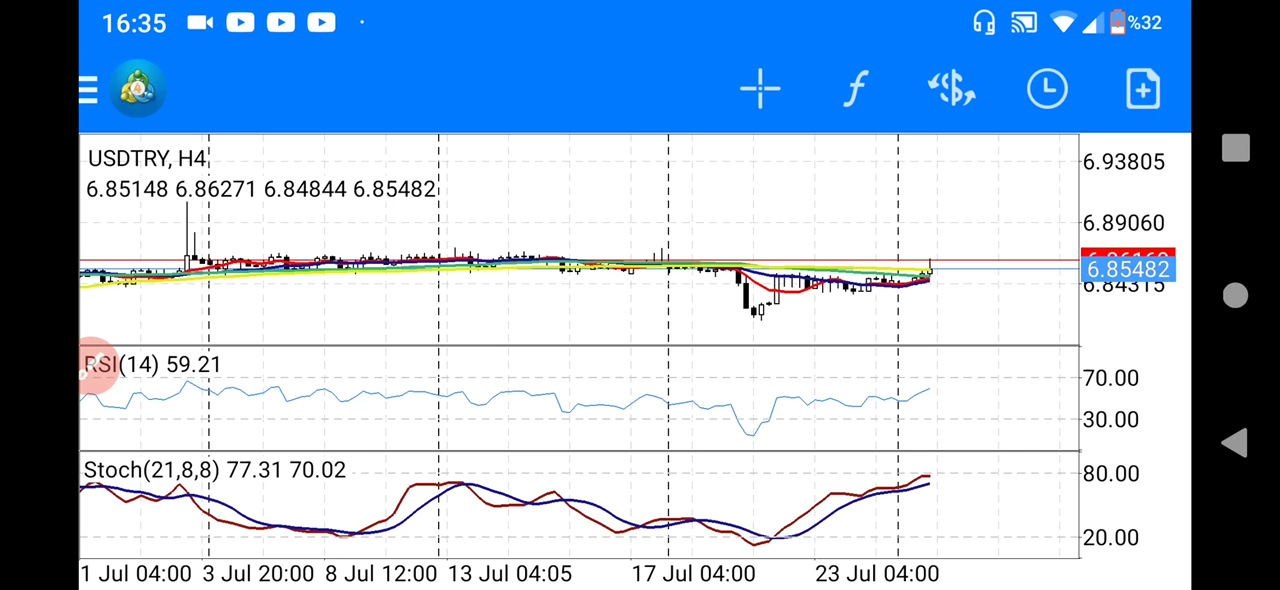 16:35 %32
USDTRY, H4
6.85148 6.86271 6.84844 6.85482
6.93805
6.89060
6.85482
6.84315
RSI(14) 59.21
70.00
30.00
Stoch(21,8,8) 77.31 70.02
80.00
20.00
1 Jul 04:00 3 Jul 20:00 8 Jul 12:00 13 Jul 04:05 17 Jul 04:00 23 Jul 04:00